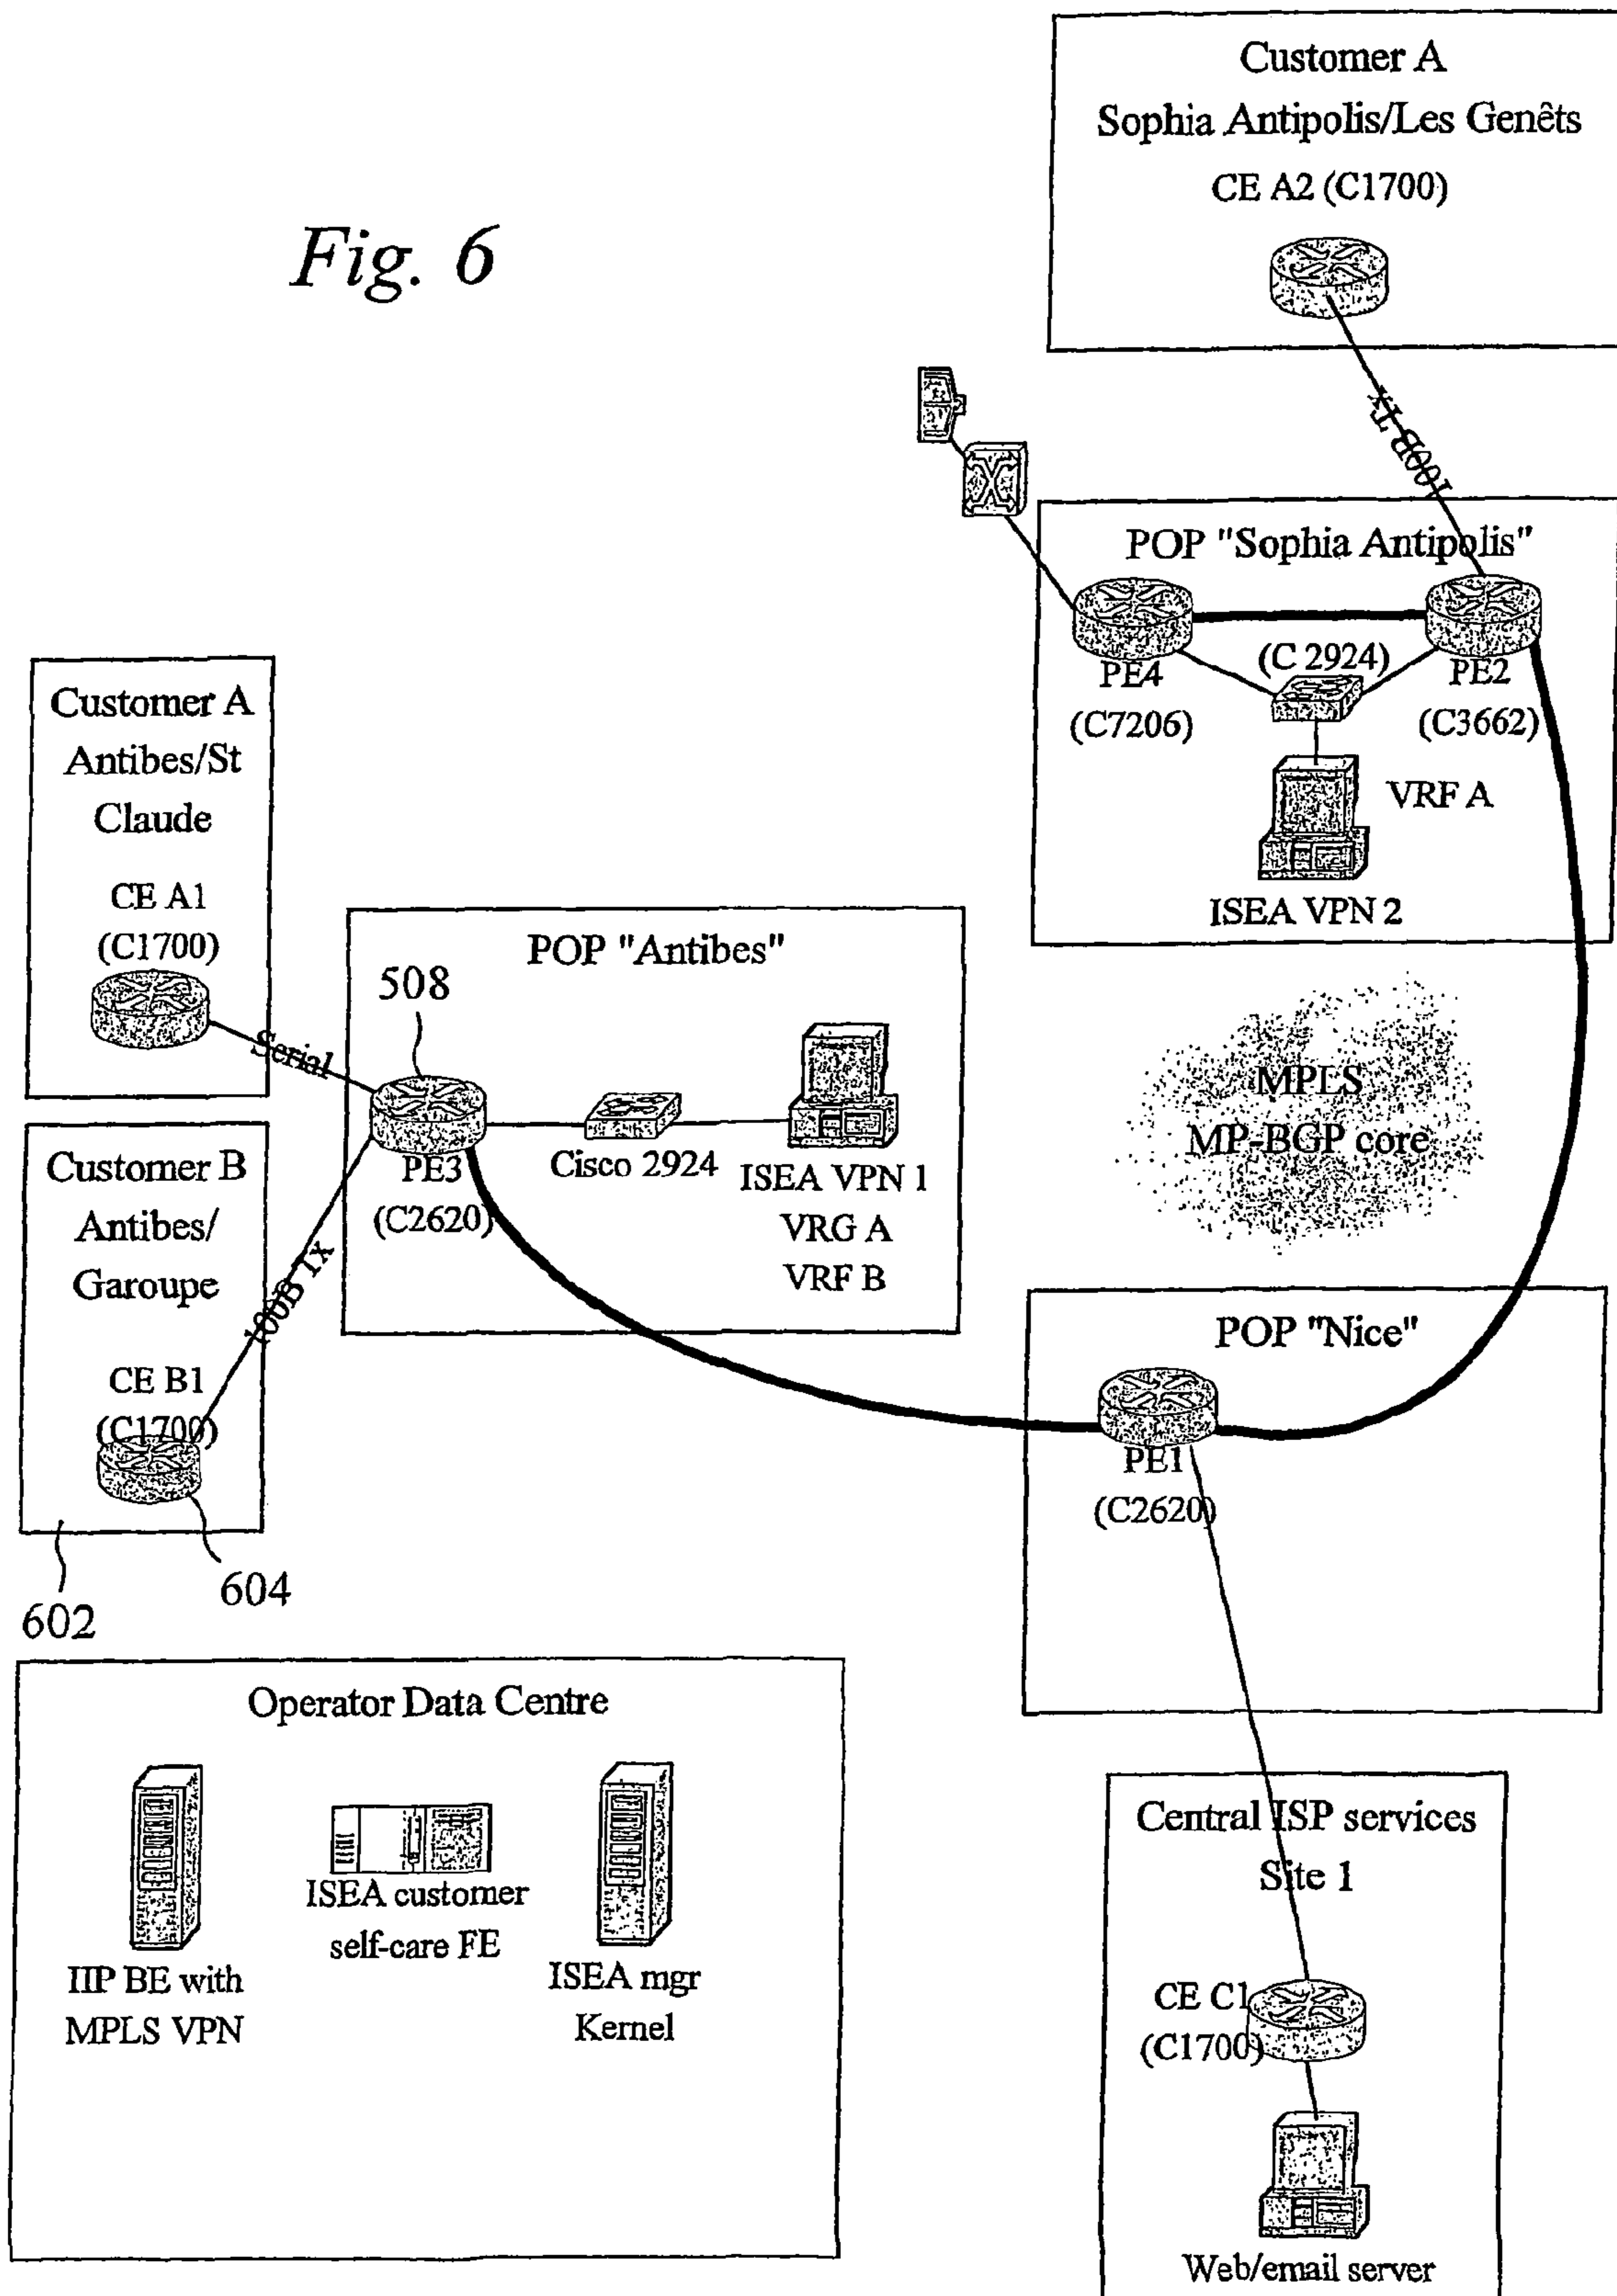 Fig. 6
Customer A
Sophia Antipolis/Les Genêts
CE A2 (C1700)
100B Tx
POP "Sophia Antipolis"
(C 2924)
PE4
(C7206)
PE2
(C3662)
VRF A
ISEA VPN 2
Customer A
Antibes/St
Claude
CE A1
(C1700)
Serial
POP "Antibes"
508
PE3
(C2620)
Cisco 2924
ISEA VPN 1
VRG A
VRF B
MPLS
MP-BGP core
Customer B
Antibes/
Garoupe
100B Tx
CE B1
(C1700)
602
604
POP "Nice"
PE1
(C2620)
Operator Data Centre
IIP BE with
MPLS VPN
ISEA customer
self-care FE
ISEA mgr
Kernel
Central ISP services
Site 1
CE C1
(C1700)
Web/email server